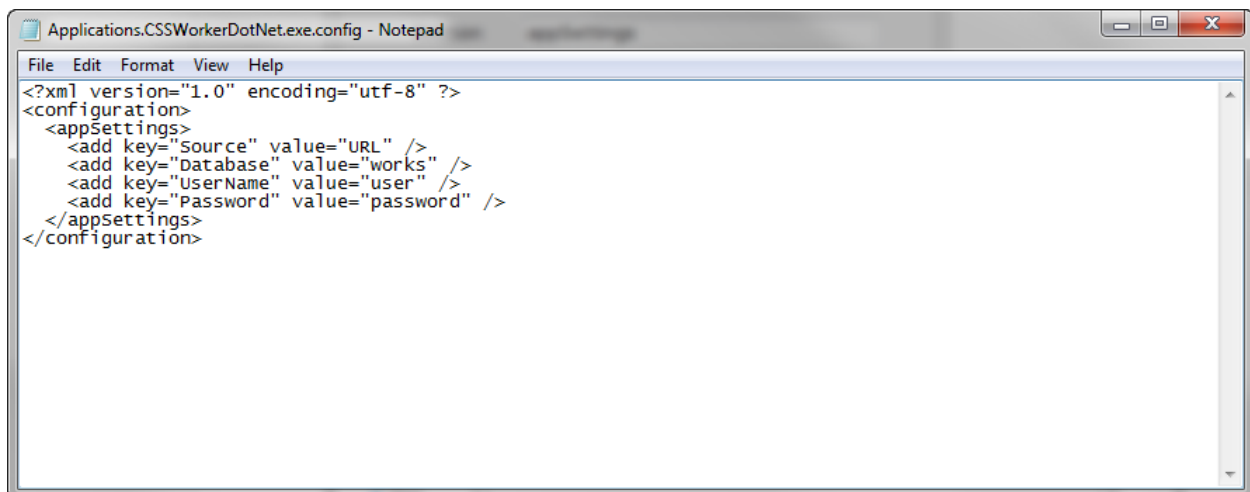 Applications.CSSWorkerDotNet.exe.config - Notepad
File Edit Format View Help
<?xml version="1.0" encoding="utf-8" ?>
<configuration>
  <appSettings>
    <add key="Source" value="URL" />
    <add key="Database" value="works" />
    <add key="UserName" value="user" />
    <add key="Password" value="password" />
  </appSettings>
</configuration>